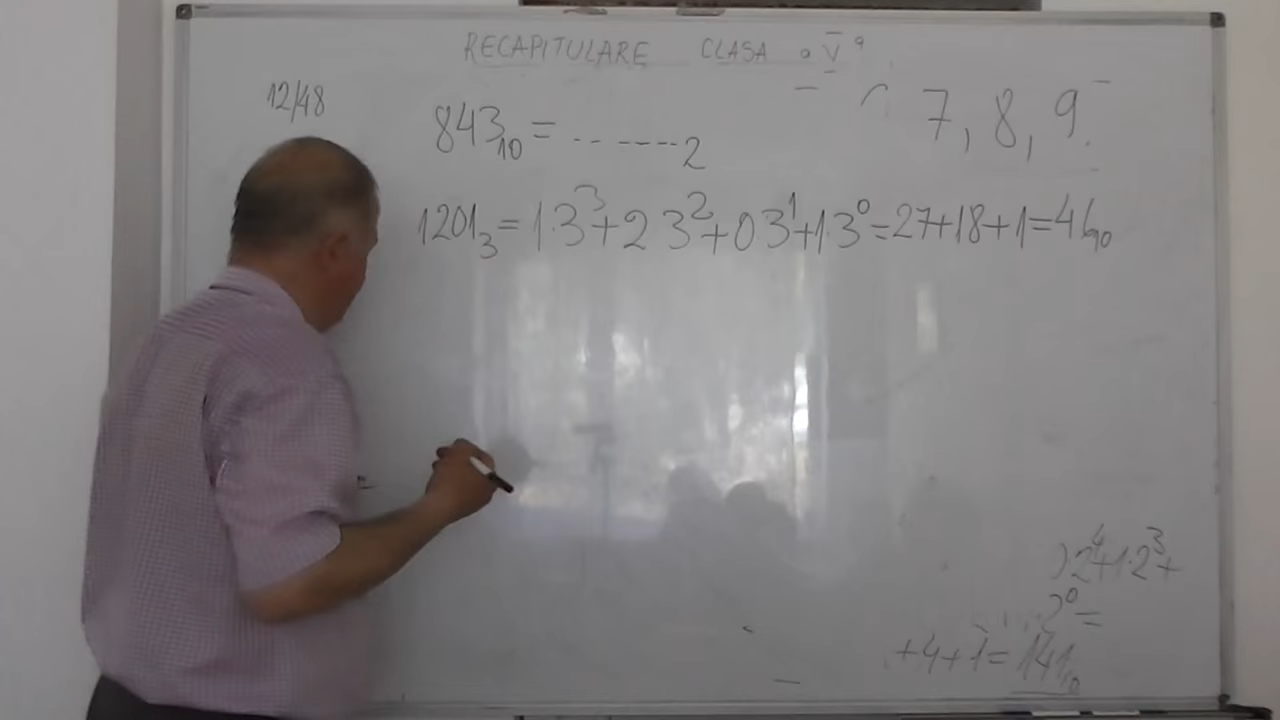 RECAPITULARE CLASA a V a
12/48
7, 8, 9.
843₁₀ = .. .....₂
1201₃ = 1·3³+2 3²+0 3¹+1·3⁰=27+18+1=46₁₀
2⁴+1·2³+
2⁰=
+4+1=141₁₀